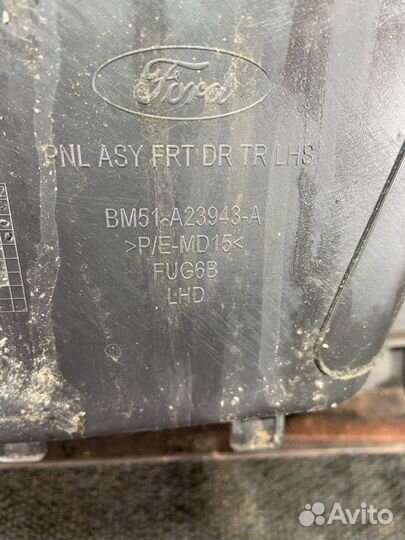 Ford
PNL ASY FRT DR TR LHS
BM51-A23943-A
>P/E-MD15<
FUG6B
LHD
Avito